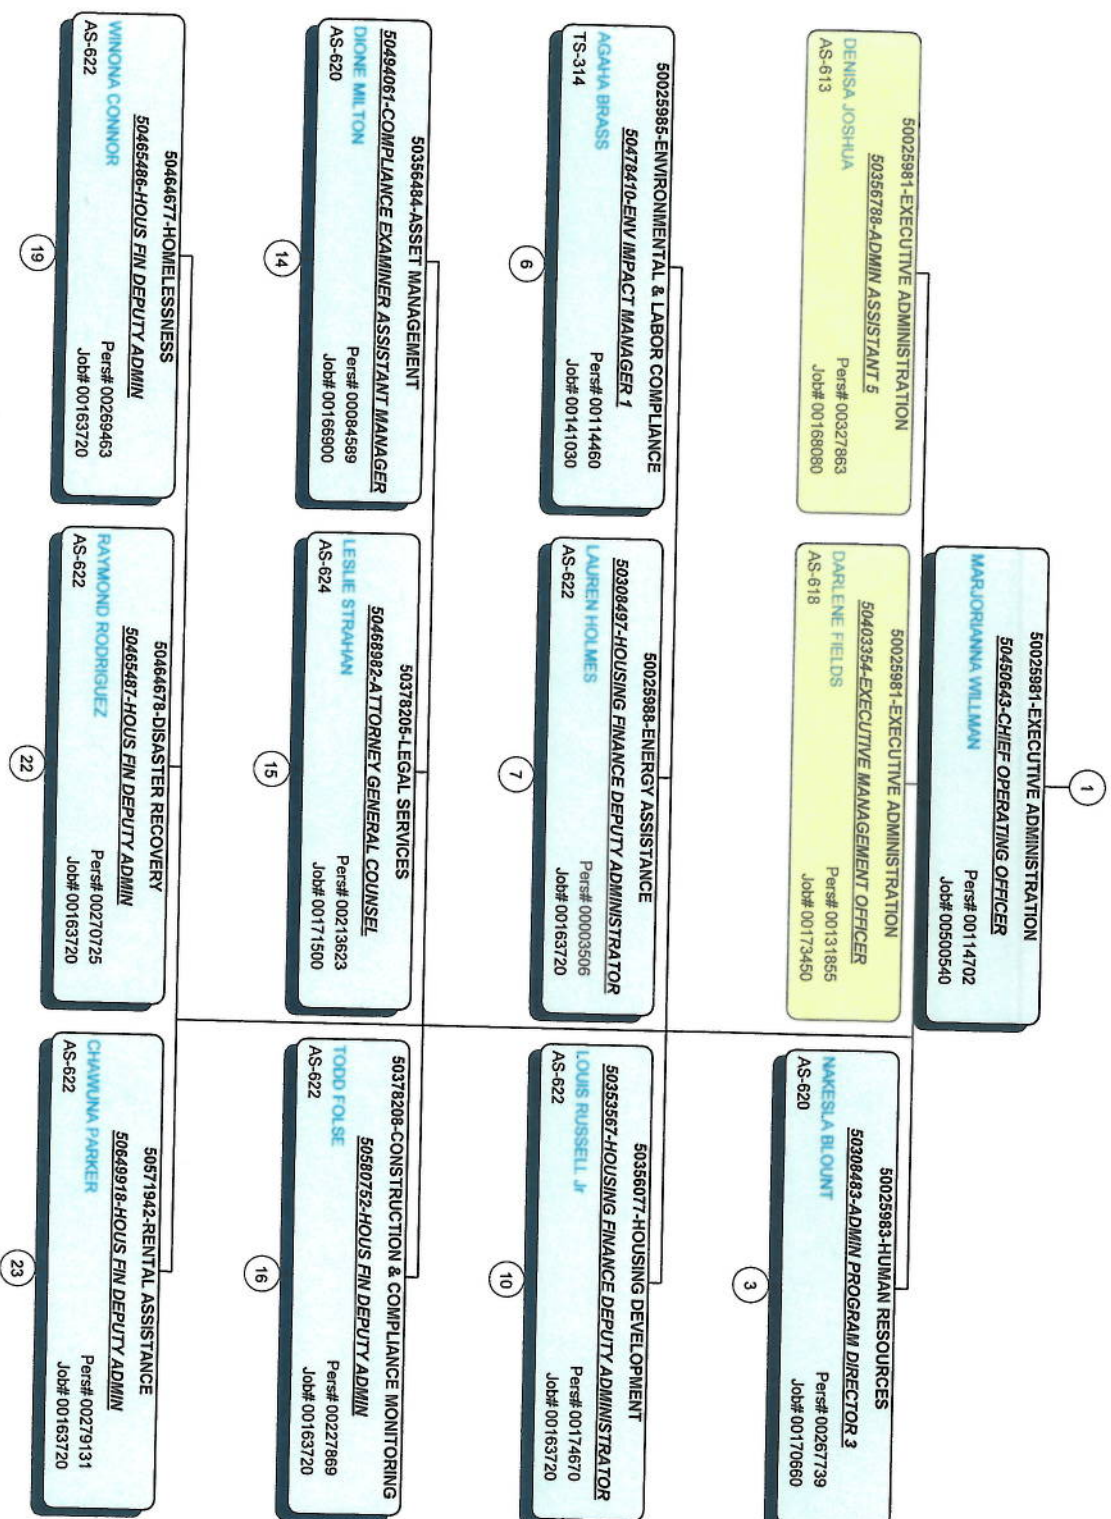 1
50025981-EXECUTIVE ADMINISTRATION
50450643-CHIEF OPERATING OFFICER
MARJORIANNA WILLMAN
Pers# 00114702
Job# 00500540
50025981-EXECUTIVE ADMINISTRATION
50356788-ADMIN ASSISTANT 5
DENISA JOSHUA
AS-613
Pers# 00327863
Job# 00168080
50025981-EXECUTIVE ADMINISTRATION
50403354-EXECUTIVE MANAGEMENT OFFICER
DARLENE FIELDS
AS-618
Pers# 00131855
Job# 00173450
50025983-HUMAN RESOURCES
50308483-ADMIN PROGRAM DIRECTOR 3
NAKESLA BLOUNT
AS-620
Pers# 00267739
Job# 00170660
3
50025985-ENVIRONMENTAL & LABOR COMPLIANCE
50478410-ENV IMPACT MANAGER 1
AGAHA BRASS
TS-314
Pers# 00114460
Job# 00141030
6
50025988-ENERGY ASSISTANCE
50308497-HOUSING FINANCE DEPUTY ADMINISTRATOR
LAUREN HOLMES
AS-622
Pers# 00003506
Job# 00163720
7
50356077-HOUSING DEVELOPMENT
50353567-HOUSING FINANCE DEPUTY ADMINISTRATOR
LOUIS RUSSELL Jr
AS-622
Pers# 00174670
Job# 00163720
10
50356484-ASSET MANAGEMENT
50494061-COMPLIANCE EXAMINER ASSISTANT MANAGER
DIONE MILTON
AS-620
Pers# 00084589
Job# 00166900
14
50378205-LEGAL SERVICES
50468982-ATTORNEY GENERAL COUNSEL
LESLIE STRAHAN
AS-624
Pers# 00213623
Job# 00171500
15
50378208-CONSTRUCTION & COMPLIANCE MONITORING
50580752-HOUS FIN DEPUTY ADMIN
TODD FOLSE
AS-622
Pers# 00227869
Job# 00163720
16
50464677-HOMELESSNESS
50465486-HOUS FIN DEPUTY ADMIN
WINONA CONNOR
AS-622
Pers# 00269463
Job# 00163720
19
50464678-DISASTER RECOVERY
50465487-HOUS FIN DEPUTY ADMIN
RAYMOND RODRIGUEZ
AS-622
Pers# 00270725
Job# 00163720
22
50571942-RENTAL ASSISTANCE
50649918-HOUS FIN DEPUTY ADMIN
CHAWUNA PARKER
AS-622
Pers# 00279131
Job# 00163720
23